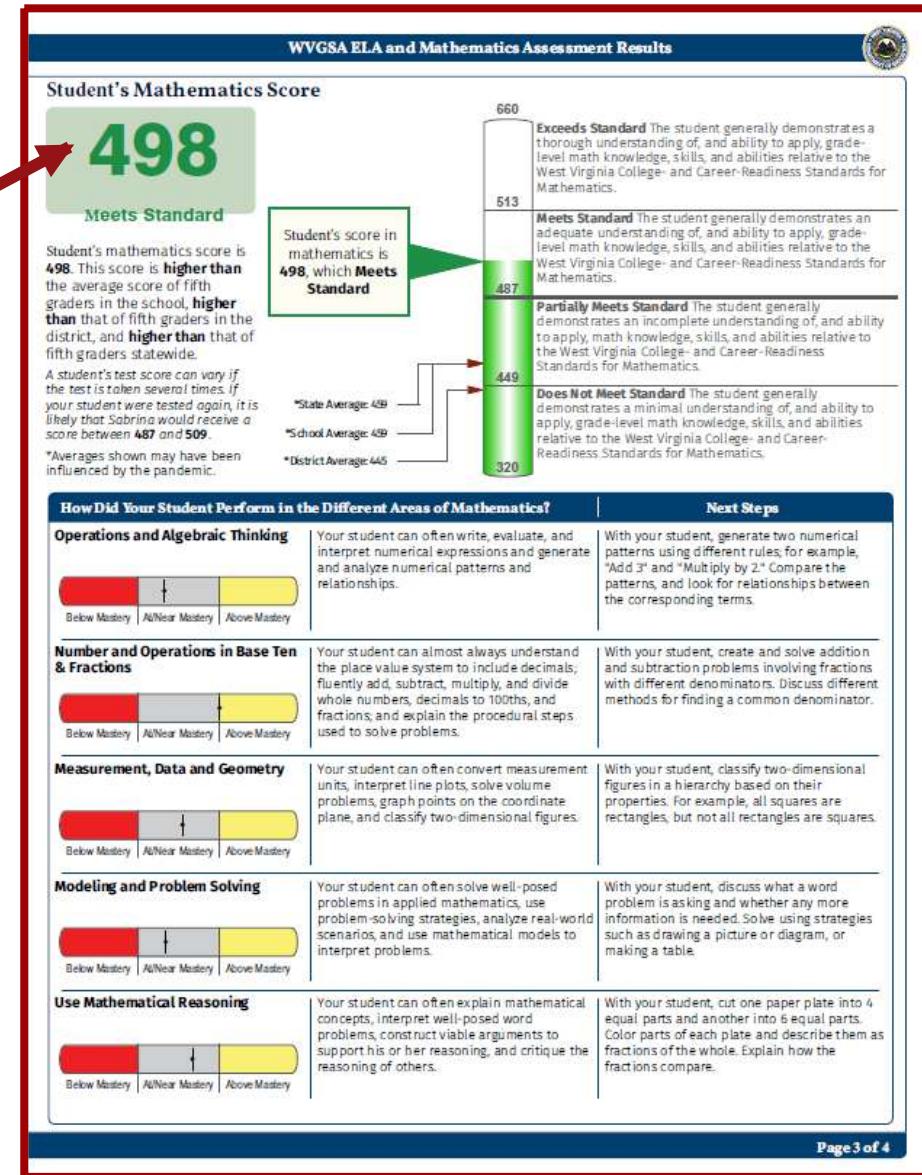 WVGSA ELA and Mathematics Assessment Results
Student's Mathematics Score
498
Meets Standard
Student's mathematics score is
498. This score is higher than
the average score of fifth
graders in the school, higher
than that of fifth graders in the
district, and higher than that of
fifth graders statewide.
A student's test score can vary if
the test is taken several times. If
your student were tested again, it is
likely that Sabrina would receive a
score between 487 and 509.
*Averages shown may have been
influenced by the pandemic.
Student's score in
mathematics is
498, which Meets
Standard
*State Average: 459
*School Average: 459
*District Average: 445
660
513
487
449
320
Exceeds Standard The student generally demonstrates a
thorough understanding of, and ability to apply, grade-
level math knowledge, skills, and abilities relative to the
West Virginia College- and Career-Readiness Standards for
Mathematics.
Meets Standard The student generally demonstrates an
adequate understanding of, and ability to apply, grade-
level math knowledge, skills, and abilities relative to the
West Virginia College- and Career-Readiness Standards for
Mathematics.
Partially Meets Standard The student generally
demonstrates an incomplete understanding of, and ability
to apply, math knowledge, skills, and abilities relative to
the West Virginia College- and Career-Readiness
Standards for Mathematics.
Does Not Meet Standard The student generally
demonstrates a minimal understanding of, and ability to
apply, grade-level math knowledge, skills, and abilities
relative to the West Virginia College- and Career-
Readiness Standards for Mathematics.
How Did Your Student Perform in the Different Areas of Mathematics?
Next Steps
Operations and Algebraic Thinking
Below Mastery At/Near Mastery Above Mastery
Your student can often write, evaluate, and
interpret numerical expressions and generate
and analyze numerical patterns and
relationships.
With your student, generate two numerical
patterns using different rules; for example,
"Add 3" and "Multiply by 2." Compare the
patterns, and look for relationships between
the corresponding terms.
Number and Operations in Base Ten
& Fractions
Below Mastery At/Near Mastery Above Mastery
Your student can almost always understand
the place value system to include decimals;
fluently add, subtract, multiply, and divide
whole numbers, decimals to 100ths, and
fractions; and explain the procedural steps
used to solve problems.
With your student, create and solve addition
and subtraction problems involving fractions
with different denominators. Discuss different
methods for finding a common denominator.
Measurement, Data and Geometry
Below Mastery At/Near Mastery Above Mastery
Your student can often convert measurement
units, interpret line plots, solve volume
problems, graph points on the coordinate
plane, and classify two-dimensional figures.
With your student, classify two-dimensional
figures in a hierarchy based on their
properties. For example, all squares are
rectangles, but not all rectangles are squares.
Modeling and Problem Solving
Below Mastery At/Near Mastery Above Mastery
Your student can often solve well-posed
problems in applied mathematics, use
problem-solving strategies, analyze real-world
scenarios, and use mathematical models to
interpret problems.
With your student, discuss what a word
problem is asking and whether any more
information is needed. Solve using strategies
such as drawing a picture or diagram, or
making a table.
Use Mathematical Reasoning
Below Mastery At/Near Mastery Above Mastery
Your student can often explain mathematical
concepts, interpret well-posed word
problems, construct viable arguments to
support his or her reasoning, and critique the
reasoning of others.
With your student, cut one paper plate into 4
equal parts and another into 6 equal parts.
Color parts of each plate and describe them as
fractions of the whole. Explain how the
fractions compare.
Page 3 of 4